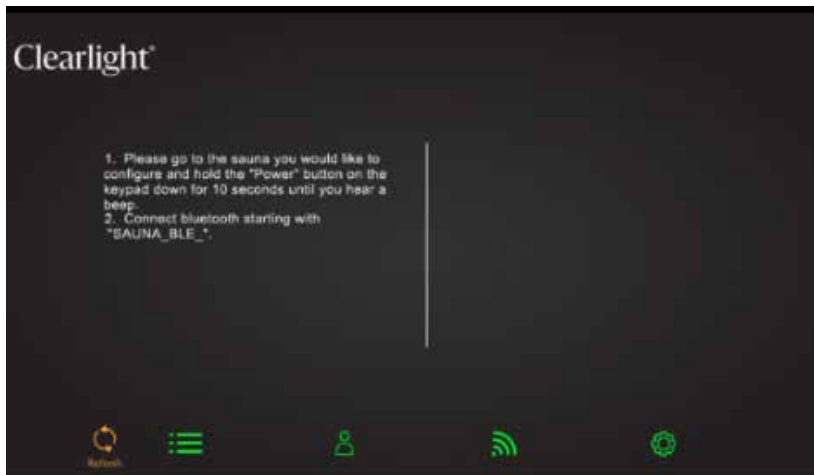 Clearlight®
1. Please go to the sauna you would like to
configure and hold the "Power" button on the
keypad down for 10 seconds until you hear a
beep.
2. Connect bluetooth starting with
"SAUNA_BLE_".
Refresh